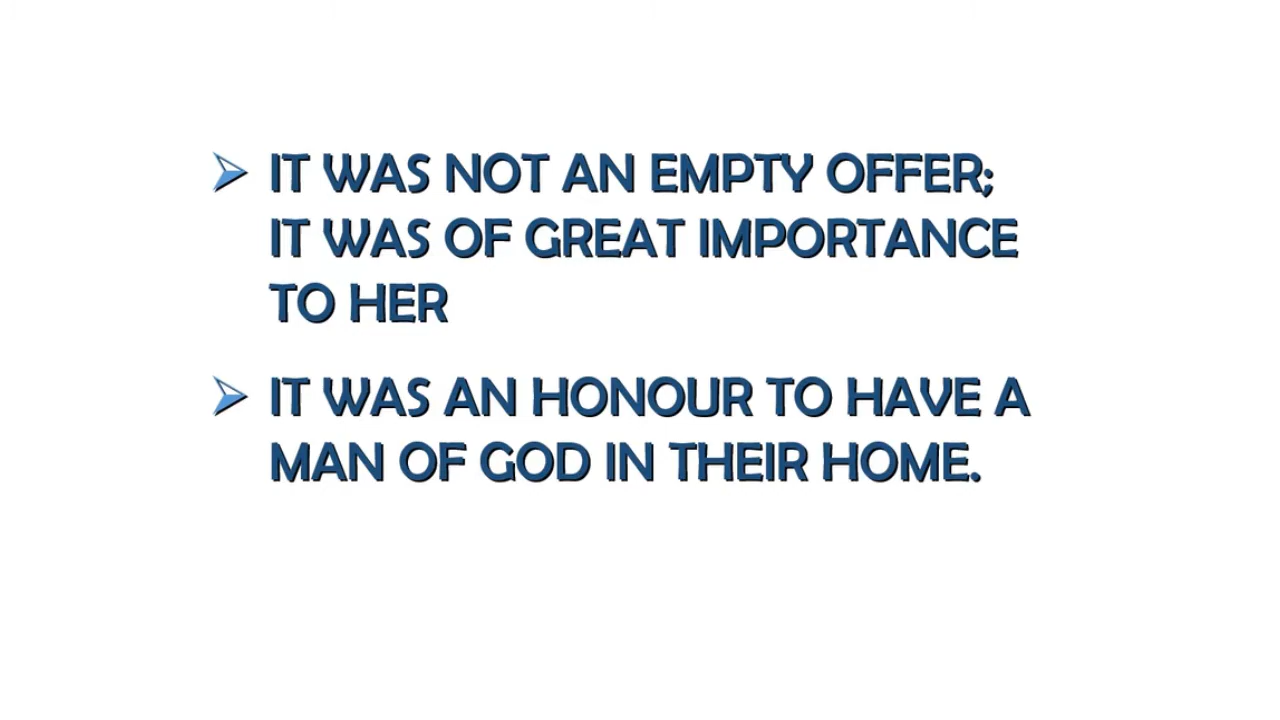 IT WAS NOT AN EMPTY OFFER;
IT WAS OF GREAT IMPORTANCE
TO HER
IT WAS AN HONOUR TO HAVE A
MAN OF GOD IN THEIR HOME.